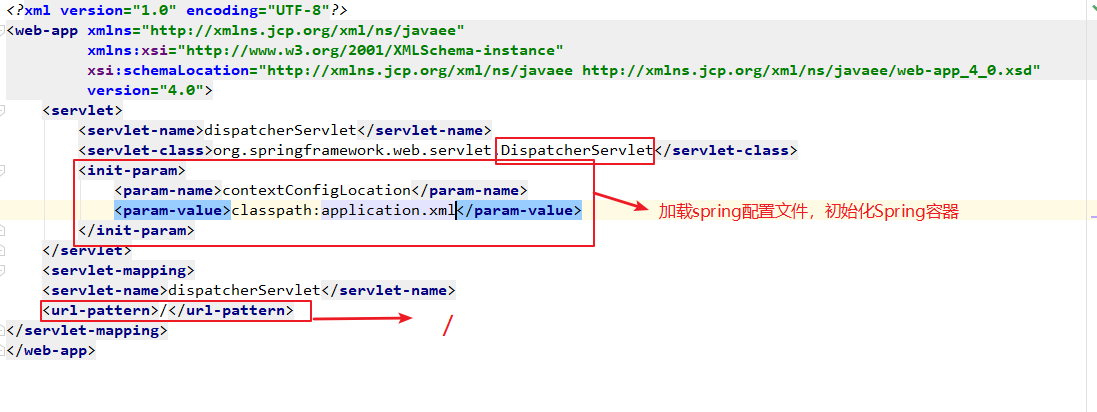 <?xml version="1.0" encoding="UTF-8"?>
<web-app xmlns="http://xmlns.jcp.org/xml/ns/javaee"
xmlns:xsi="http://www.w3.org/2001/XMLSchema-instance"
xsi:schemaLocation="http://xmlns.jcp.org/xml/ns/javaee http://xmlns.jcp.org/xml/ns/javaee/web-app_4_0.xsd"
version="4.0">
<servlet>
<servlet-name>dispatcherServlet</servlet-name>
<servlet-class>org.springframework.web.servlet.DispatcherServlet</servlet-class>
<init-param>
<param-name>contextConfigLocation</param-name>
<param-value>classpath:application.xml</param-value>
加载spring配置文件，初始化Spring容器
</init-param>
</servlet>
<servlet-mapping>
<servlet-name>dispatcherServlet</servlet-name>
<url-pattern>/</url-pattern>
/
</servlet-mapping>
</web-app>